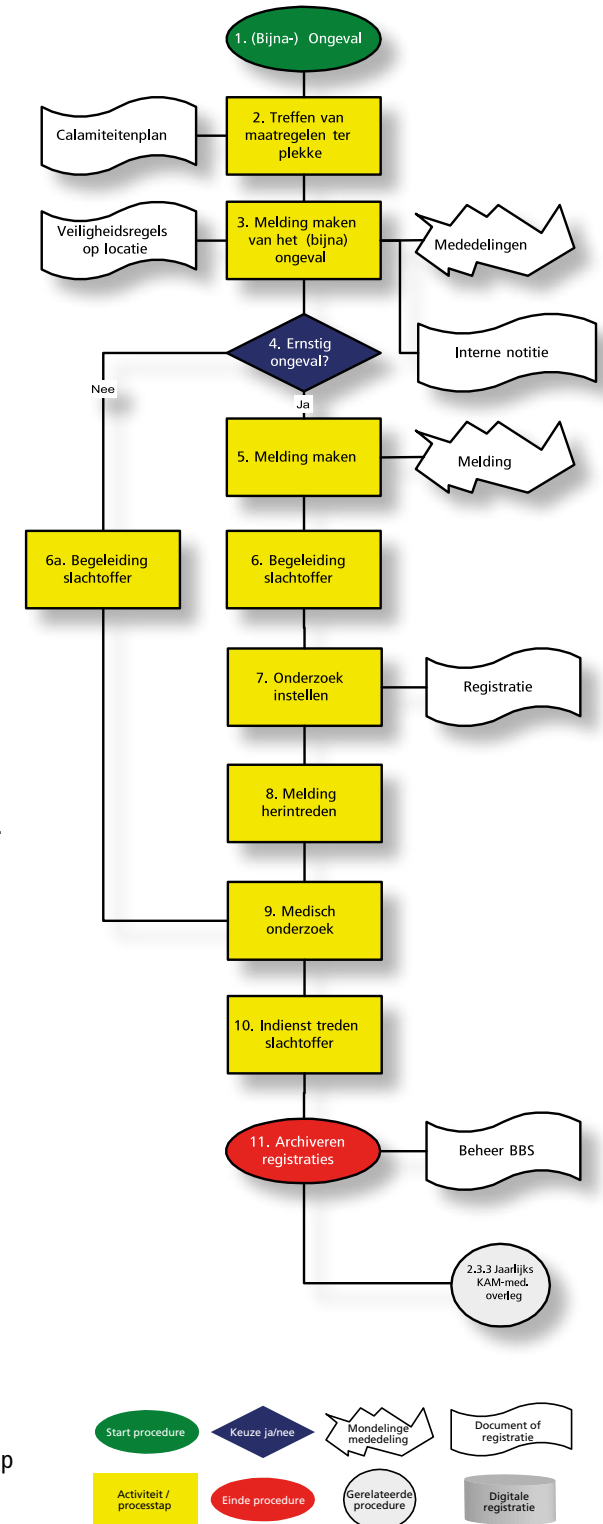 1. (Bijna-) Ongeval
2. Treffen van
maatregelen ter
plekke
Calamiteitenplan
3. Melding maken
van het (bijna)
ongeval
Veiligheidsregels
op locatie
Mededelingen
Interne notitie
4. Ernstig
ongeval?
Nee
Ja
5. Melding maken
Melding
6a. Begeleiding
slachtoffer
6. Begeleiding
slachtoffer
7. Onderzoek
instellen
Registratie
8. Melding
herintreden
9. Medisch
onderzoek
10. Indienst treden
slachtoffer
11. Archiveren
registraties
Beheer BBS
2.3.3 Jaarlijks
KAM-med.
overleg
Start procedure
Keuze ja/nee
Mondelinge
mededeling
Document of
registratie
p
Activiteit /
processtap
Einde procedure
Gerelateerde
procedure
Digitale
registratie